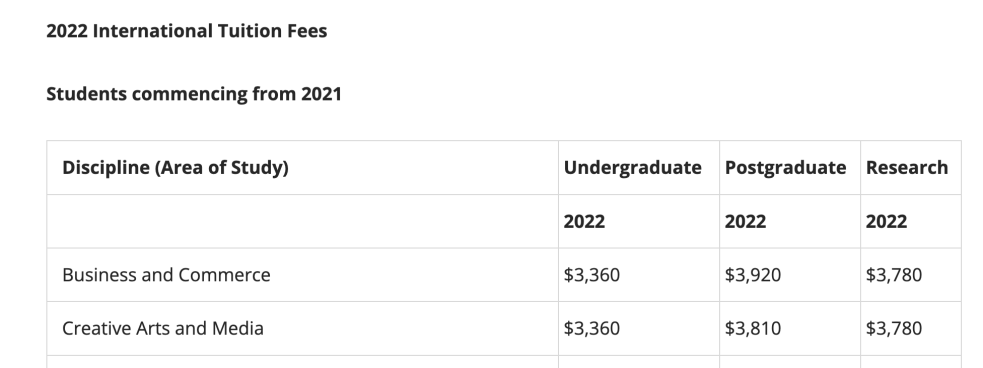 2022 International Tuition Fees
Students commencing from 2021
Discipline (Area of Study) Undergraduate Postgraduate Research
2022 2022 2022
Business and Commerce $3,360 $3,920 $3,780
Creative Arts and Media $3,360 $3,810 $3,780